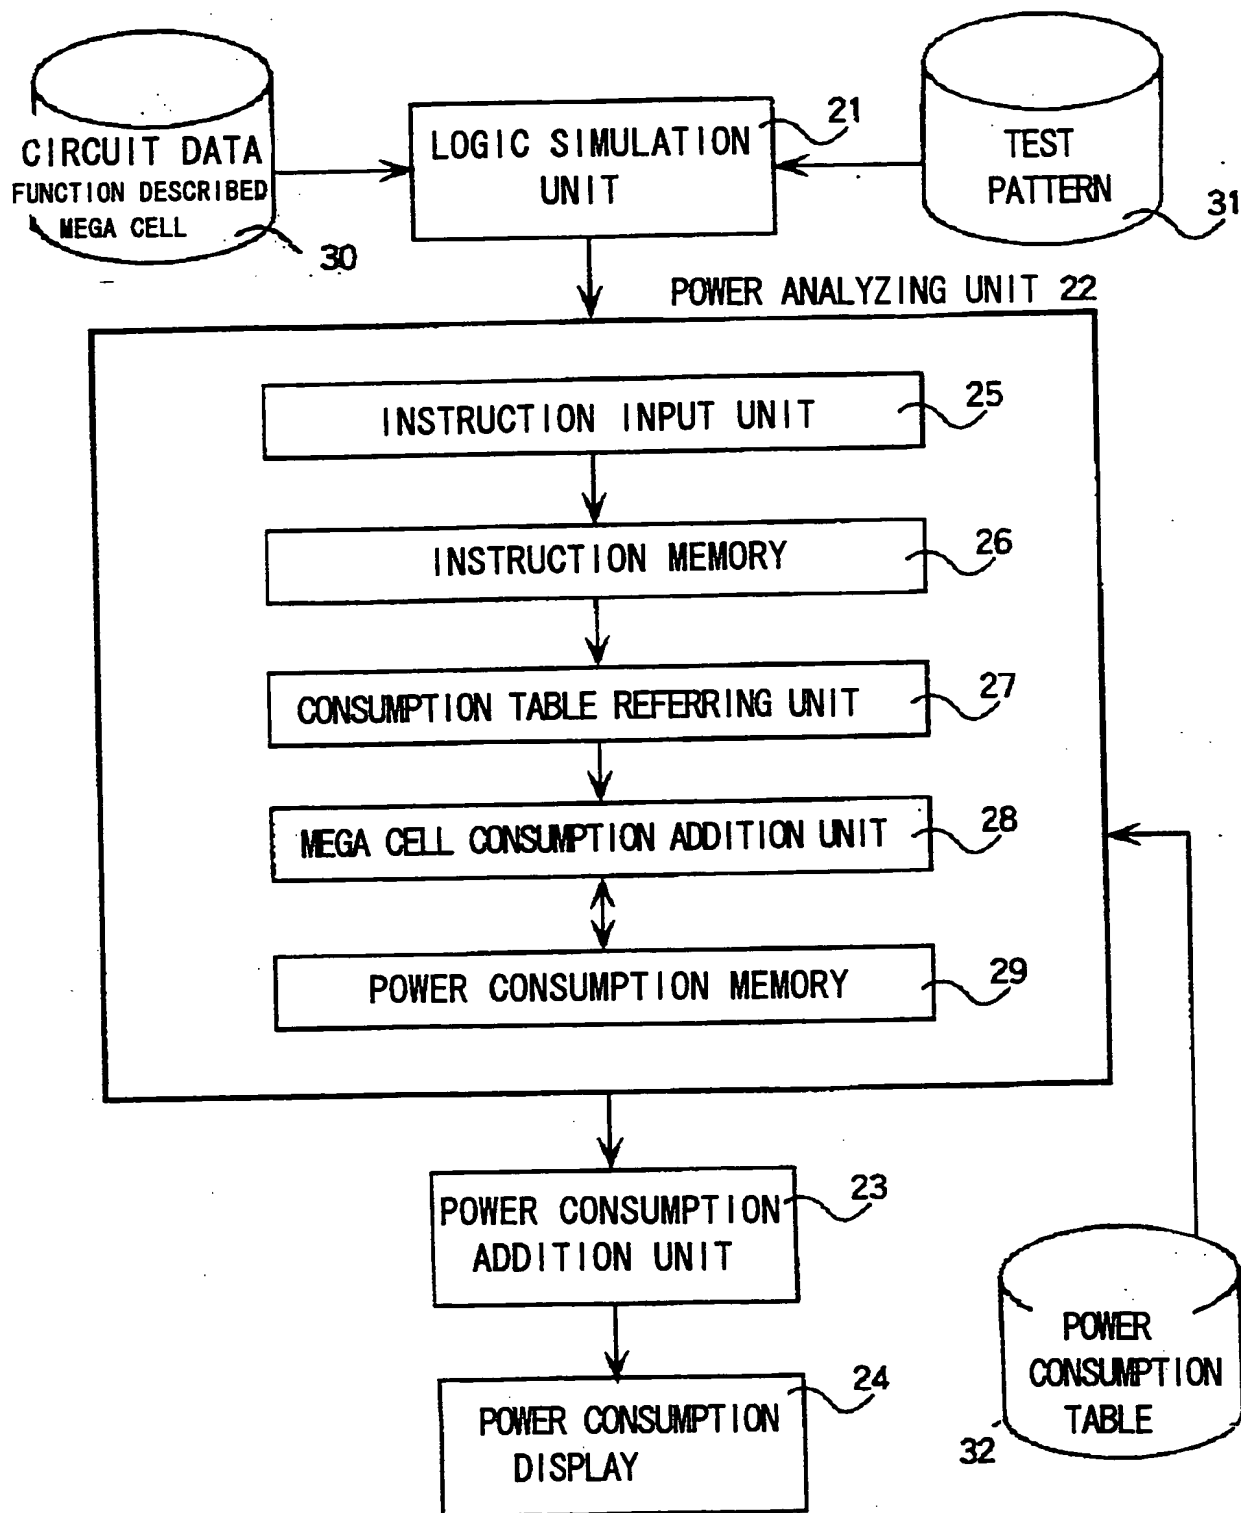 CIRCUIT DATA
FUNCTION DESCRIBED
MEGA CELL
30
LOGIC SIMULATION
UNIT
21
TEST
PATTERN
31
POWER ANALYZING UNIT 22
INSTRUCTION INPUT UNIT
25
INSTRUCTION MEMORY
26
CONSUMPTION TABLE REFERRING UNIT
27
MEGA CELL CONSUMPTION ADDITION UNIT
28
POWER CONSUMPTION MEMORY
29
POWER CONSUMPTION
ADDITION UNIT
23
POWER CONSUMPTION
DISPLAY
24
POWER
CONSUMPTION
TABLE
32